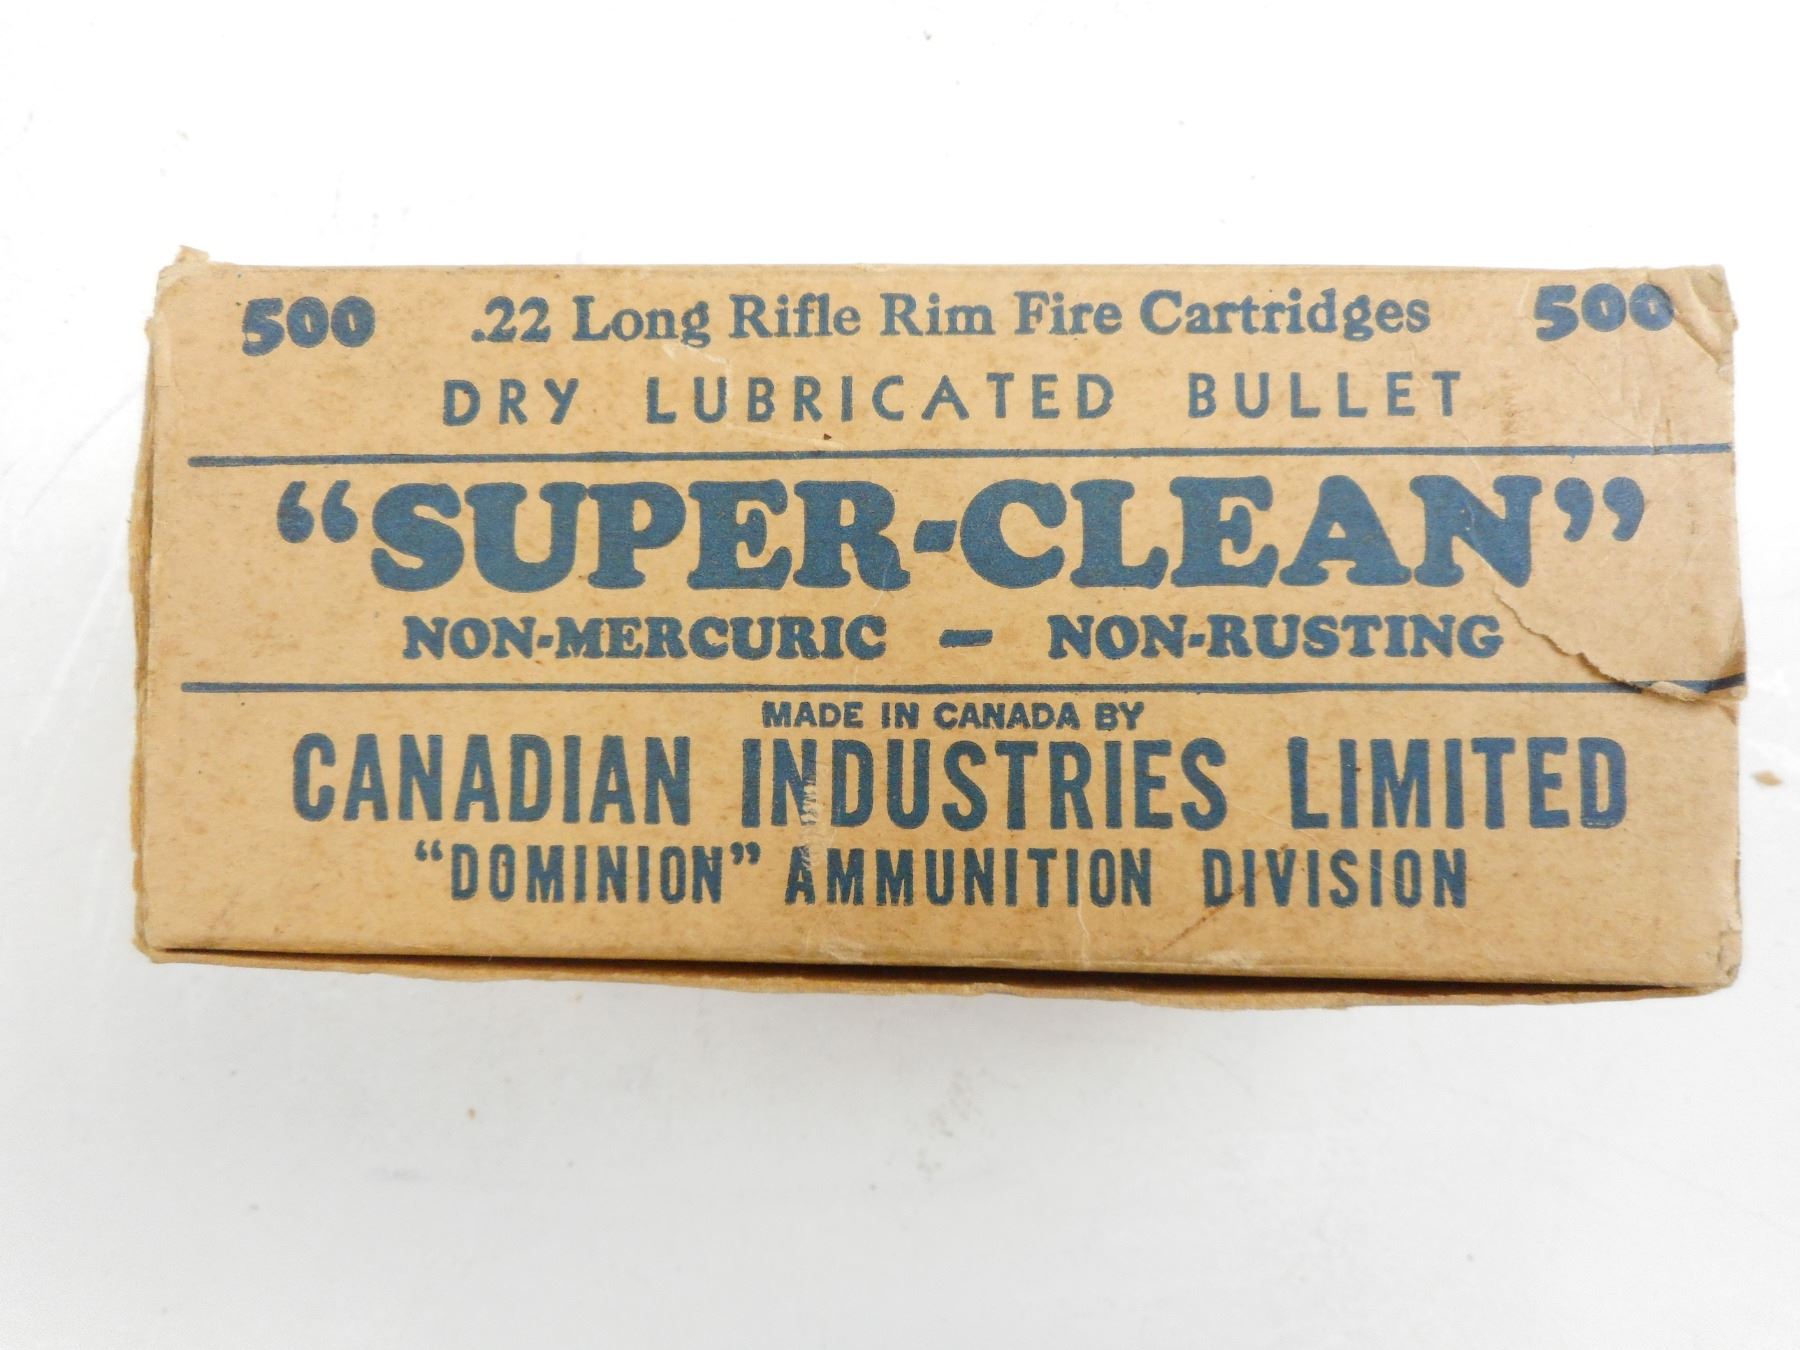 500 .22 Long Rifle Rim Fire Cartridges 500
DRY LUBRICATED BULLET
“SUPER-CLEAN”
NON-MERCURIC — NON-RUSTING
MADE IN CANADA BY
CANADIAN INDUSTRIES LIMITED
“DOMINION” AMMUNITION DIVISION